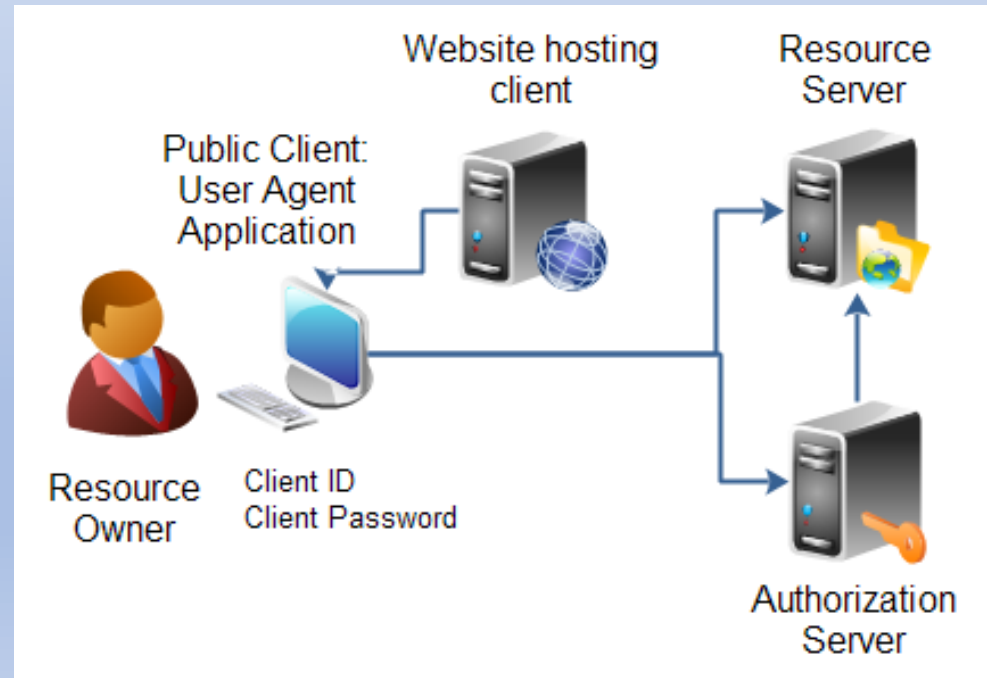 Website hosting
client
Resource
Server
Public Client:
User Agent
Application
Resource
Owner
Client ID
Client Password
Authorization
Server